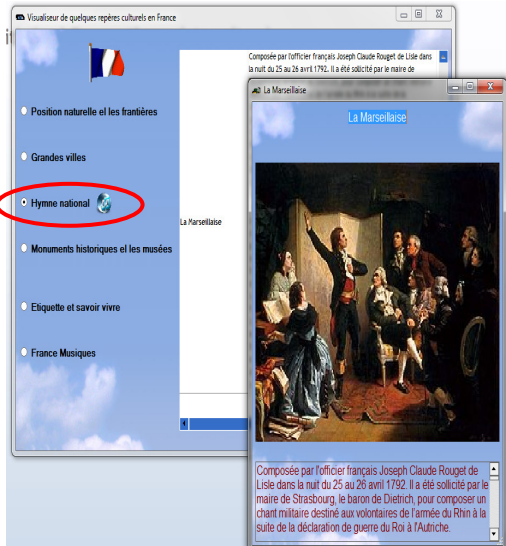 Visualiseur de quelques repères culturels en France
it
Composée par l'officier français Joseph Claude Rouget de Lisle dans
la nuit du 25 au 26 avril 1792. Il a été sollicité par le maire de
Position naturelle el les frantières
Grandes villes
Hymne national
La Marseillaise
Monuments historiques el les musées
Etiquette et savoir vivre
France Musiques
La Marseillaise
La Marseillaise
Composée par l'officier français Joseph Claude Rouget de
Lisle dans la nuit du 25 au 26 avril 1792. Il a été sollicité par le
maire de Strasbourg, le baron de Dietrich, pour composer un
chant militaire destiné aux volontaires de l'armée du Rhin à la
suite de la déclaration de guerre du Roi à l'Autriche.